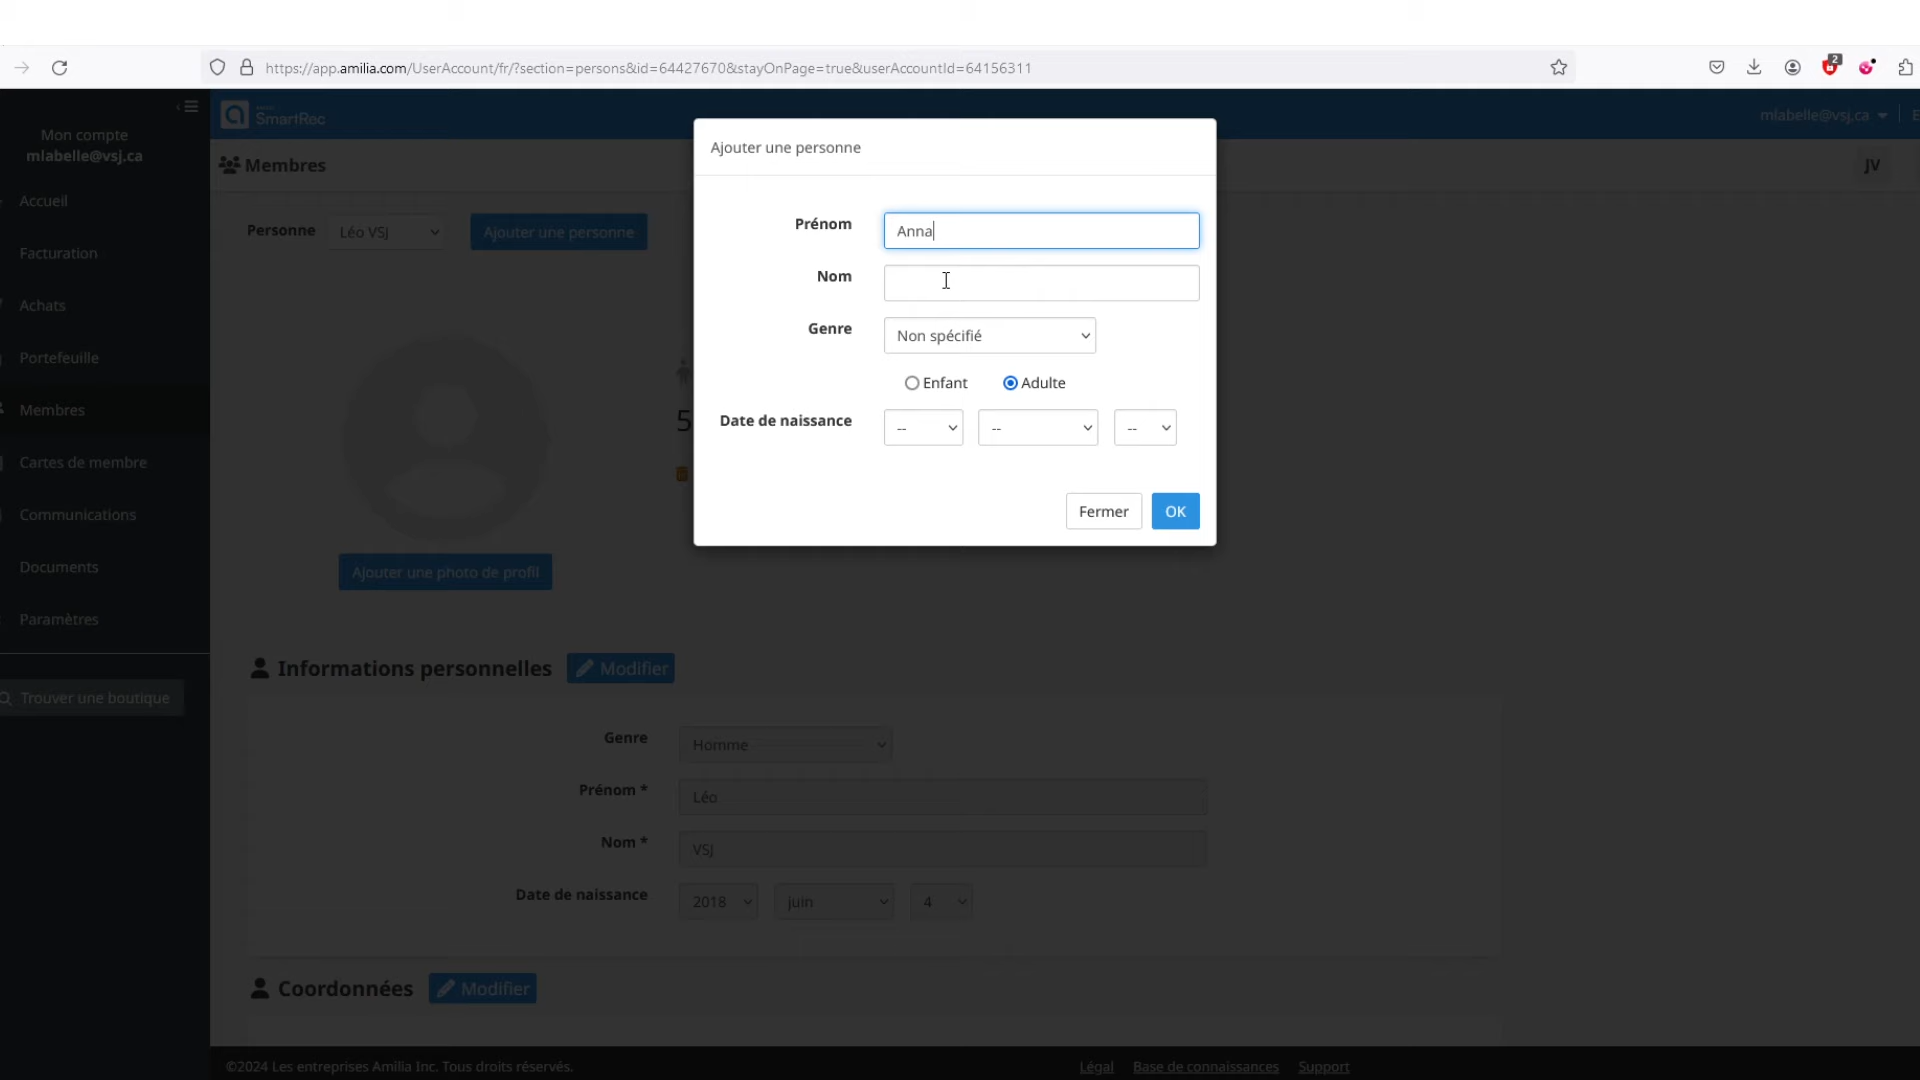 https://app.amilia.com/UserAccount/fr/?section=persons&id=64427670&stayOnPage=true&userAccountId=64156311
2
Mon compte
mlabelle@vsj.ca
SmartRec
mlabelle@vsj.ca
E
Accueil
Membres
JV
Facturation
Personne
Léo VSJ
Ajouter une personne
Achats
Portefeuille
Membres
Cartes de membre
Communications
Documents
Paramètres
Trouver une boutique
Ajouter une personne
Prénom
Anna
Nom
Genre
Non spécifié
Enfant
Adulte
Date de naissance
--
--
--
Fermer
OK
5
Ajouter une photo de profil
Informations personnelles
Modifier
Genre
Homme
Prénom *
Léo
Nom *
VSJ
Date de naissance
2018
juin
4
Coordonnées
Modifier
©2024 Les entreprises Amilia Inc. Tous droits réservés.
Légal
Base de connaissances
Support